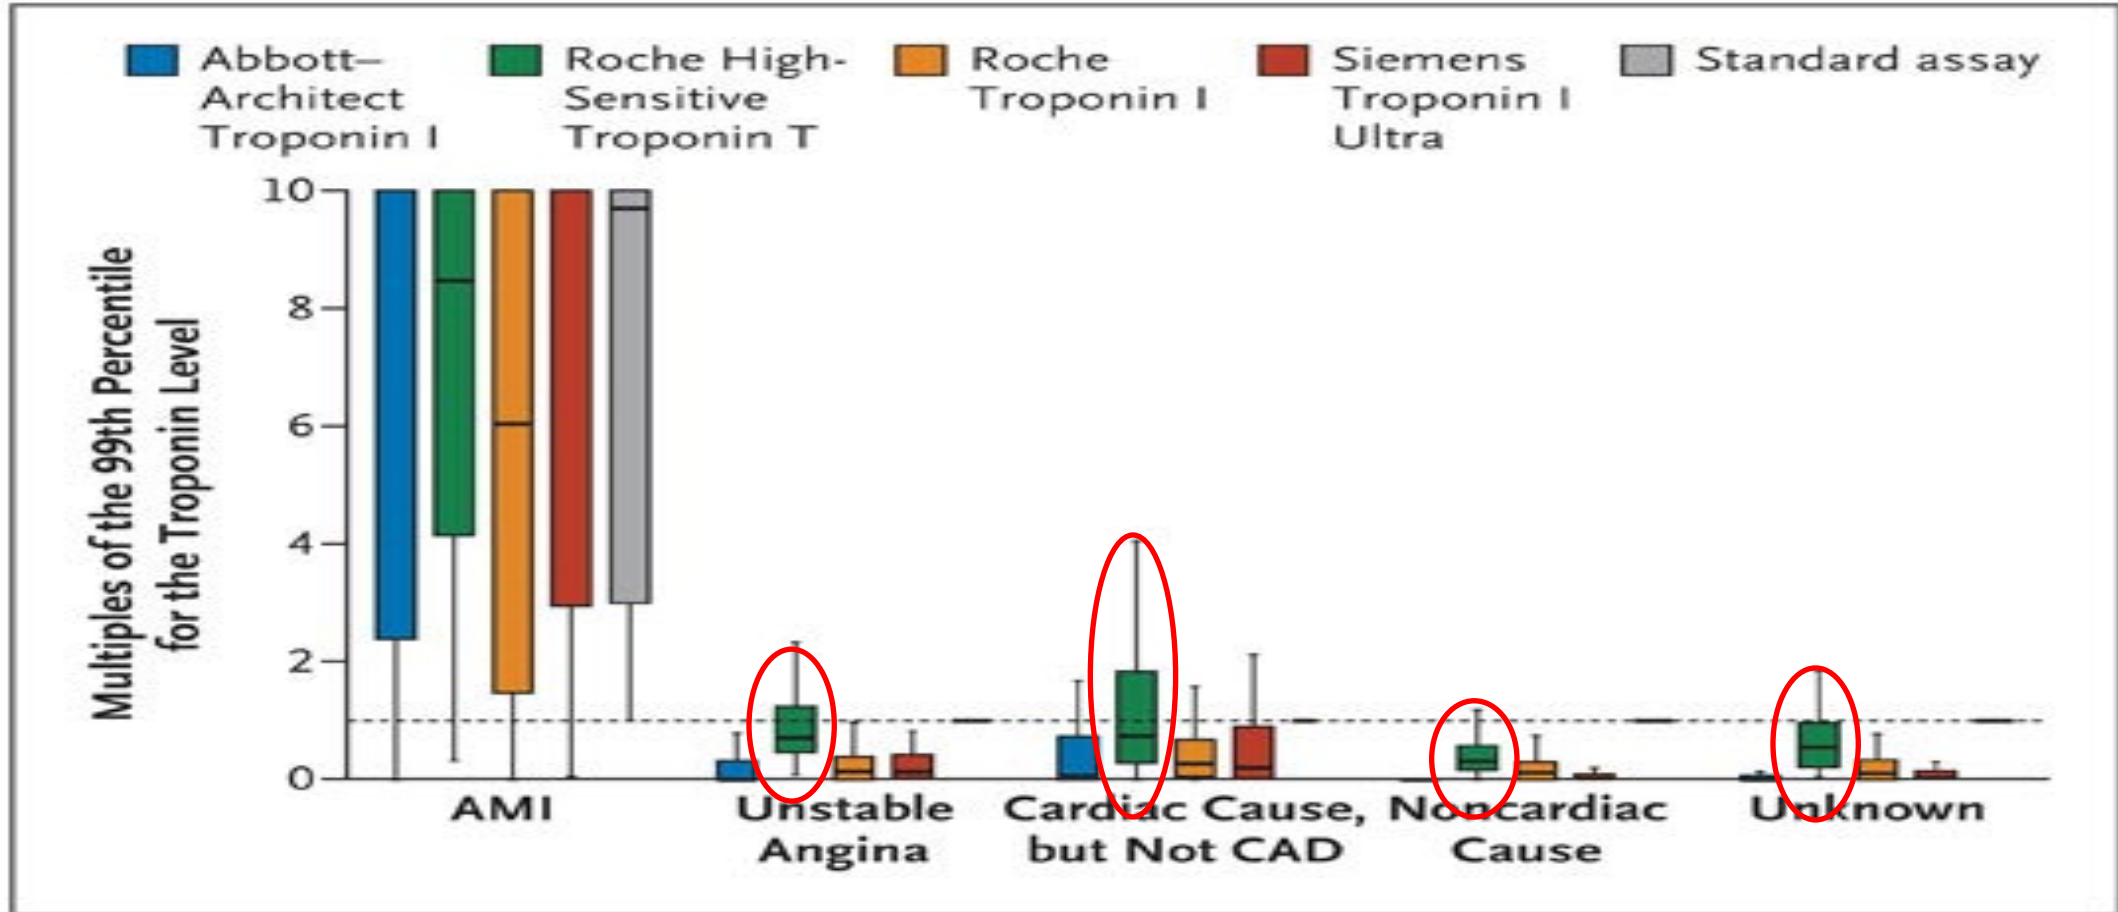 Abbott–
Architect
Troponin I
Roche High-
Sensitive
Troponin T
Roche
Troponin I
Siemens
Troponin I
Ultra
Standard assay
Multiples of the 99th Percentile
for the Troponin Level
10
8
6
4
2
0
AMI
Unstable
Angina
Cardiac Cause,
but Not CAD
Noncardiac
Cause
Unknown